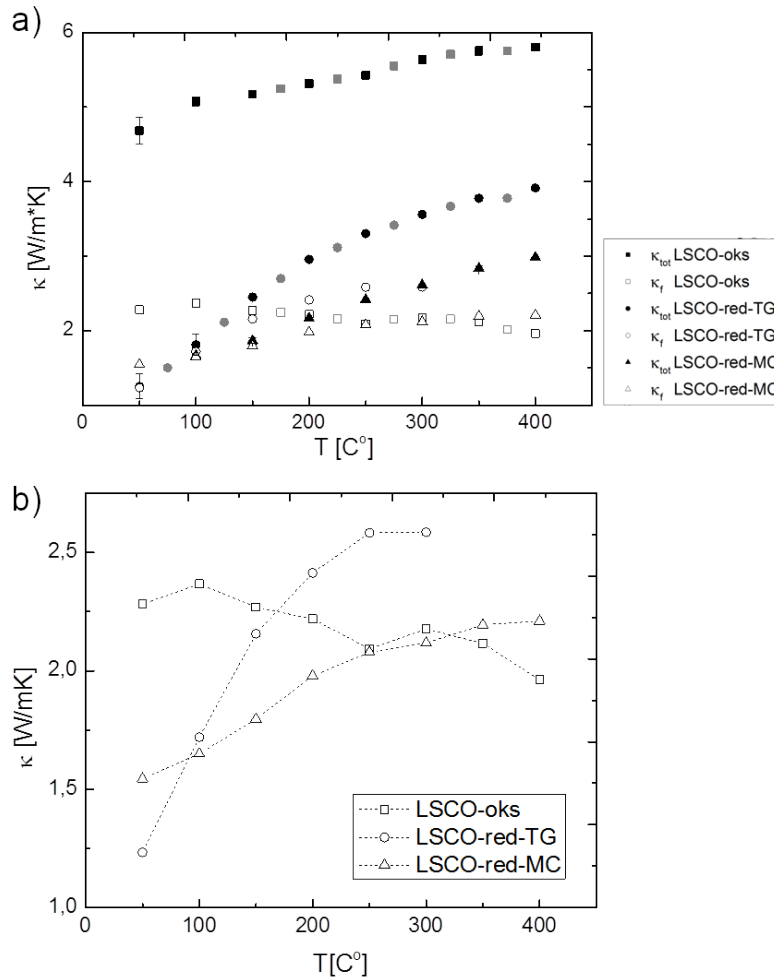 a)
6
4
2
κ [W/m*K]
0 100 200 300 400
T [Cº]
κtot LSCO-oks
κf LSCO-oks
κtot LSCO-red-TG
κf LSCO-red-TG
κtot LSCO-red-MC
κf LSCO-red-MC
b)
2,5
2,0
1,5
1,0
κ [W/mK]
LSCO-oks
LSCO-red-TG
LSCO-red-MC
0 100 200 300 400
T[Cº]